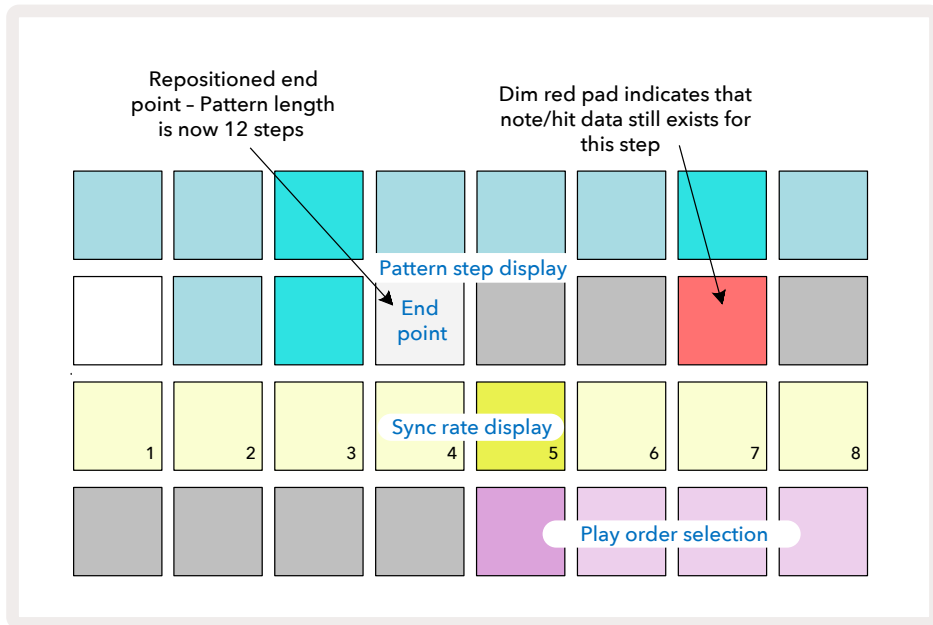 Repositioned end
point – Pattern length
is now 12 steps
Dim red pad indicates that
note/hit data still exists for
this step
Pattern step display
End
point
Sync rate display
1 2 3 4 5 6 7 8
Play order selection